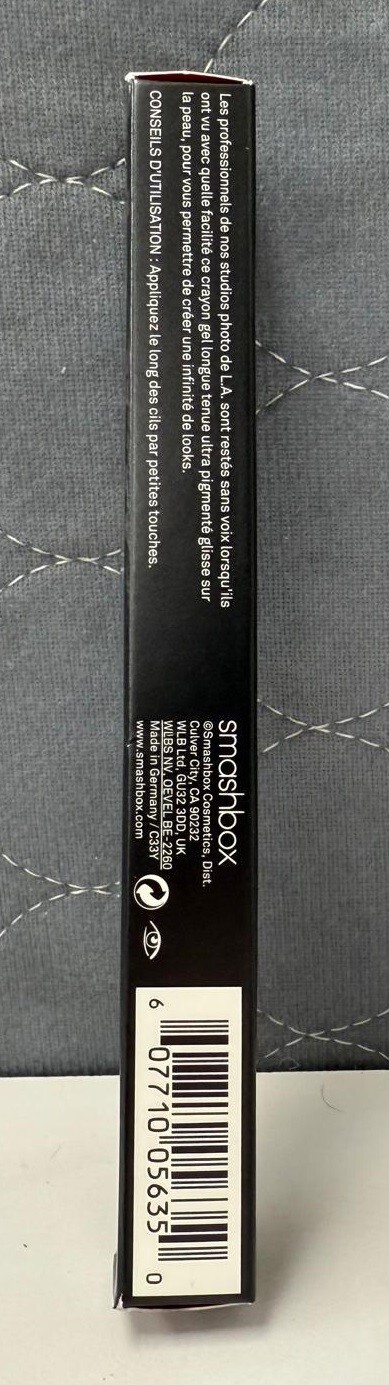 Les professionnels de nos studios photo de L.A. sont restés sans voix lorsqu'ils
ont vu avec quelle facilité ce crayon gel longue tenue ultra pigmenté glisse sur
la peau, pour vous permettre de créer une infinité de looks.
CONSEILS D'UTILISATION : Appliquez le long des cils par petites touches.
smashbox
©Smashbox Cosmetics, Dist.
Culver City, CA 90232
WLB Ltd, GU32 3DD, UK
WLBS NV, OEVEL BE-2260
Made in Germany / C33Y
www.smashbox.com
6 07710 05635 0